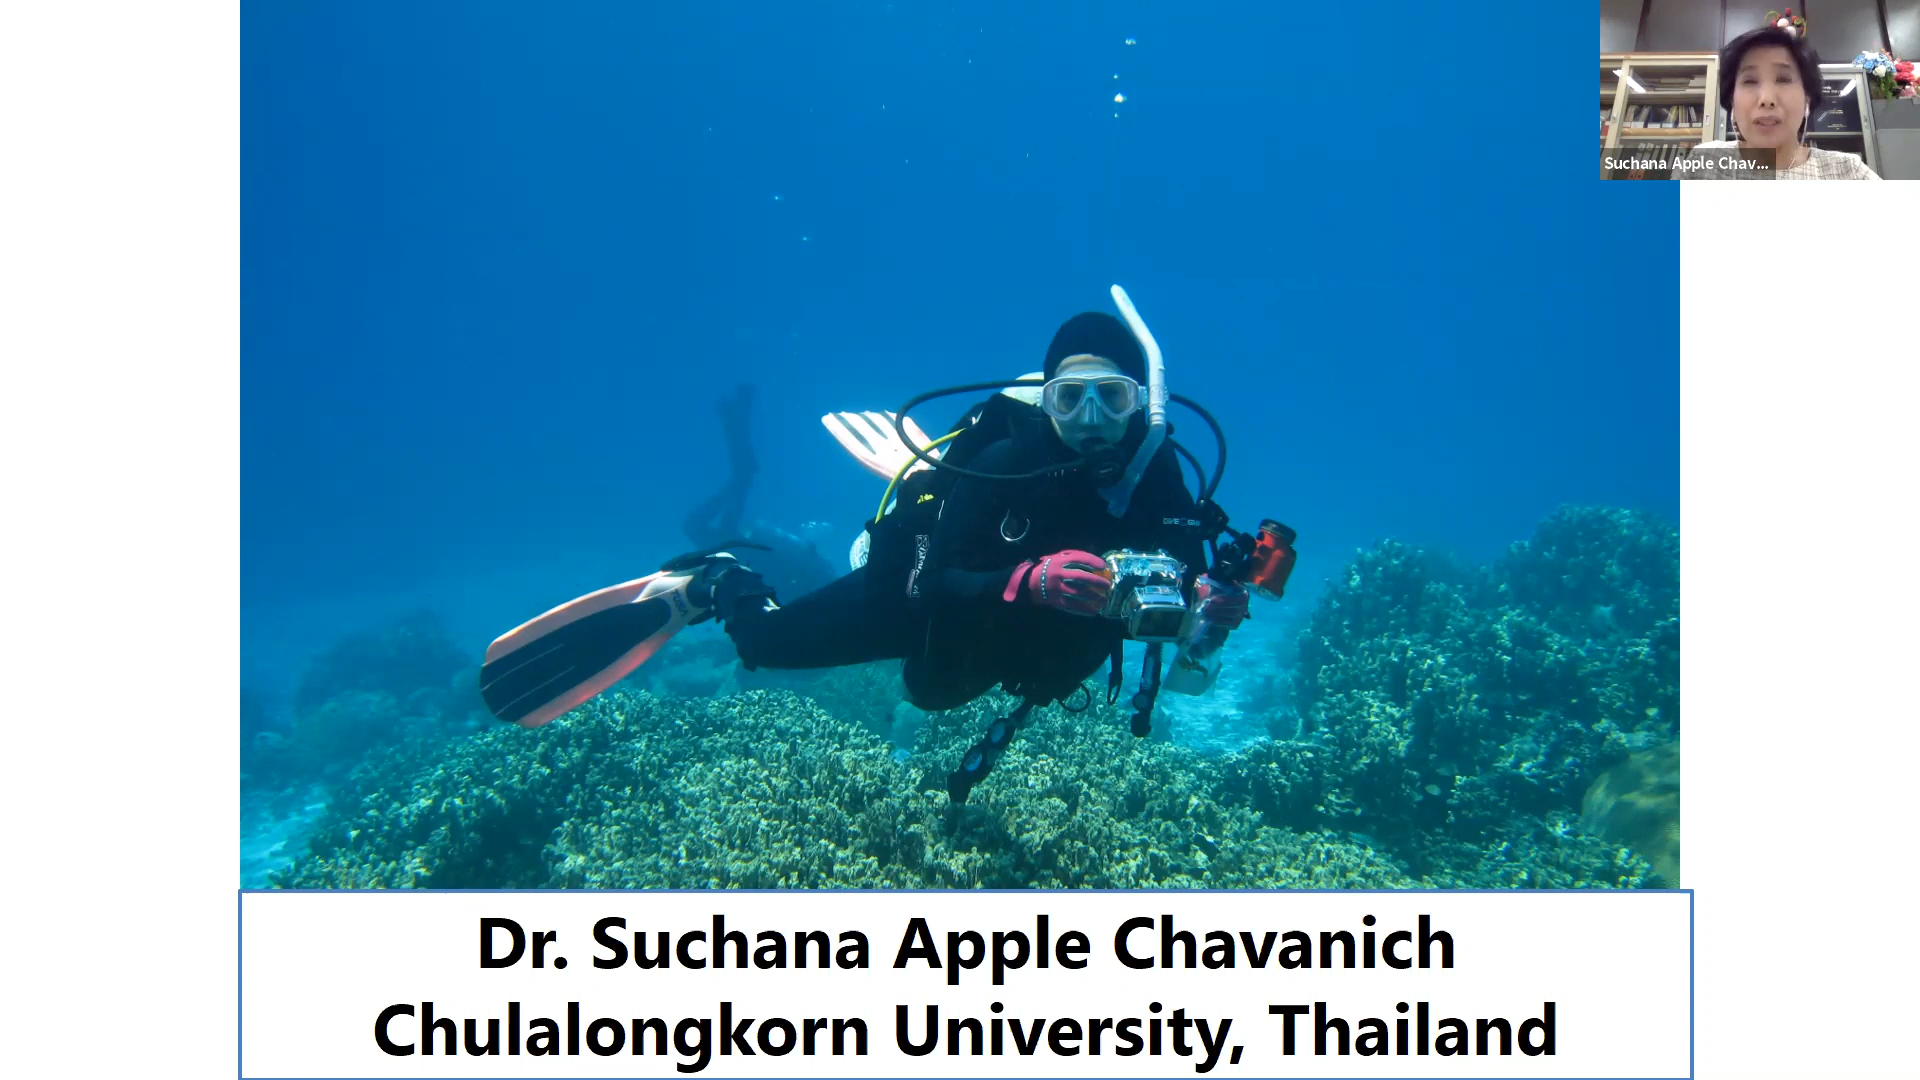 Suchana Apple Chav...
Dr. Suchana Apple Chavanich
Chulalongkorn University, Thailand